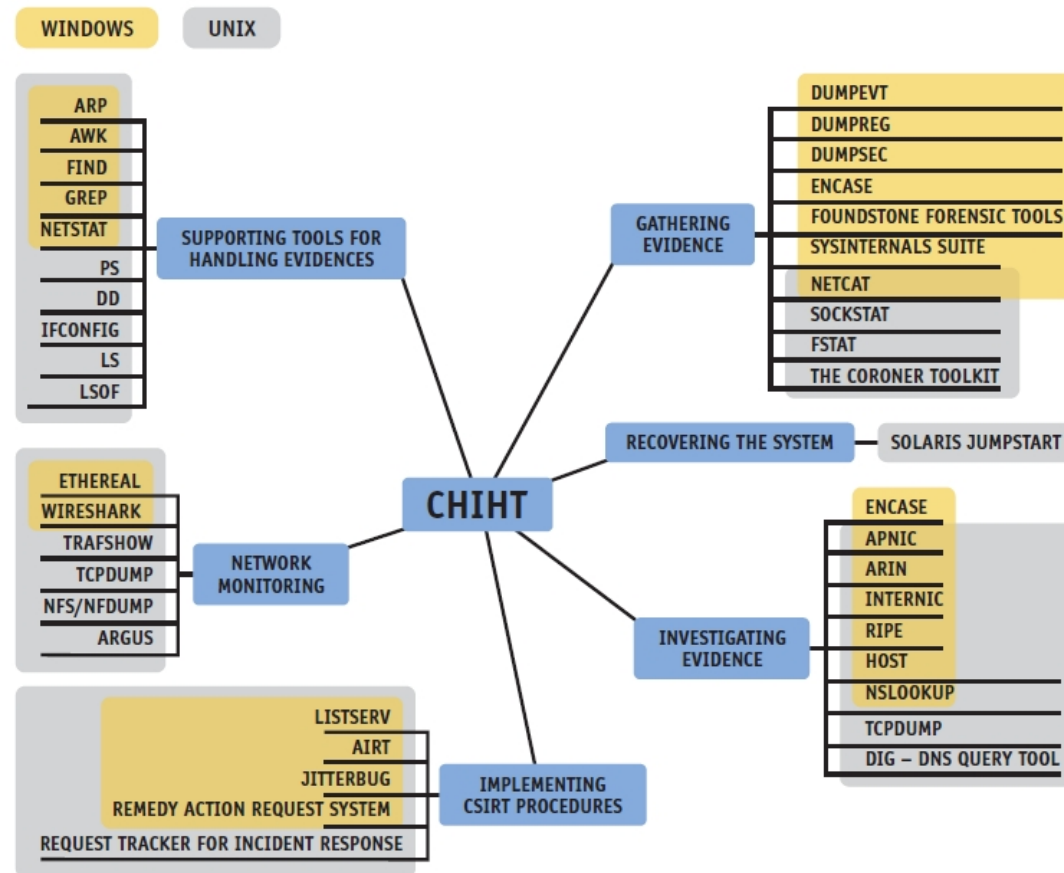 WINDOWS
UNIX
ARP
AWK
FIND
GREP
NETSTAT
PS
DD
IFCONFIG
LS
LSOF
SUPPORTING TOOLS FOR
HANDLING EVIDENCES
GATHERING
EVIDENCE
DUMPEVT
DUMPREG
DUMPSEC
ENCASE
FOUNDSTONE FORENSIC TOOLS
SYSINTERNALS SUITE
NETCAT
SOCKSTAT
FSTAT
THE CORONER TOOLKIT
RECOVERING THE SYSTEM
SOLARIS JUMPSTART
CHIHT
ETHEREAL
WIRESHARK
TRAFSHOW
TCPDUMP
NFS/NFDUMP
ARGUS
NETWORK
MONITORING
INVESTIGATING
EVIDENCE
ENCASE
APNIC
ARIN
INTERNIC
RIPE
HOST
NSLOOKUP
TCPDUMP
DIG – DNS QUERY TOOL
LISTSERV
AIRT
JITTERBUG
REMEDY ACTION REQUEST SYSTEM
REQUEST TRACKER FOR INCIDENT RESPONSE
IMPLEMENTING
CSIRT PROCEDURES